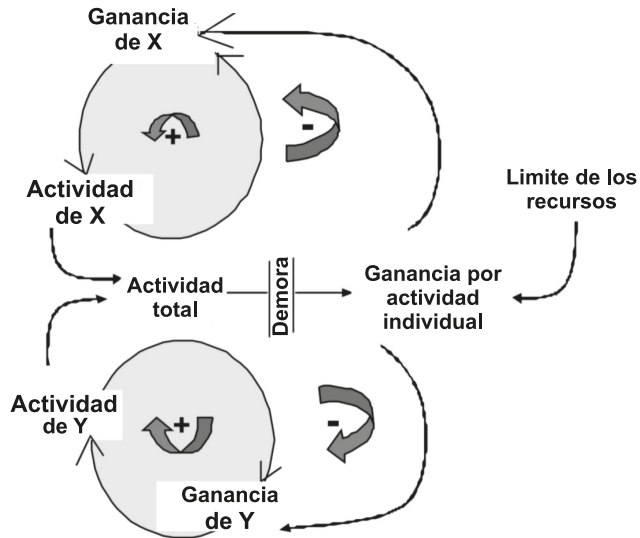 Ganancia
de X
+
-
Actividad
de X
Limite de los
recursos
Actividad
total
Demora
Ganancia por
actividad
individual
Actividad
de Y
+
-
Ganancia
de Y